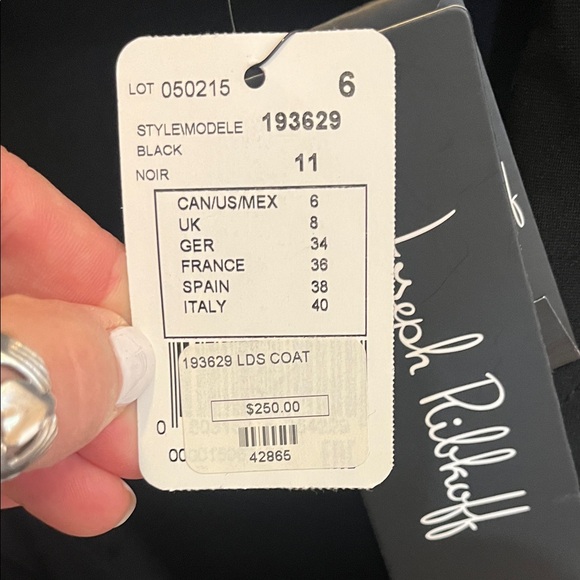 LOT 050215 6
STYLE\MODELE 193629
BLACK
NOIR 11
CAN/US/MEX 6
UK 8
GER 34
FRANCE 36
SPAIN 38
ITALY 40
193629 LDS COAT
$250.00
42865
0
Joseph Ribkoff